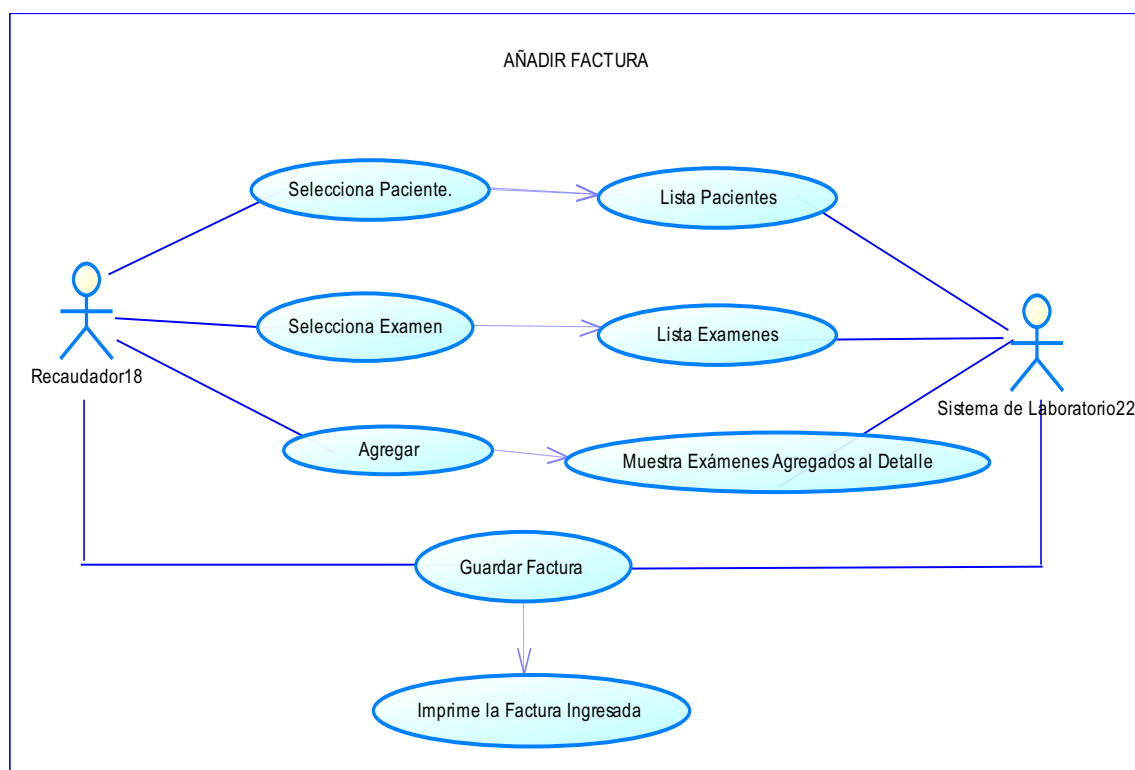 AÑADIR FACTURA
Selecciona Paciente.
Lista Pacientes
Selecciona Examen
Lista Examenes
Recaudador18
Sistema de Laboratorio22
Agregar
Muestra Exámenes Agregados al Detalle
Guardar Factura
Imprime la Factura Ingresada